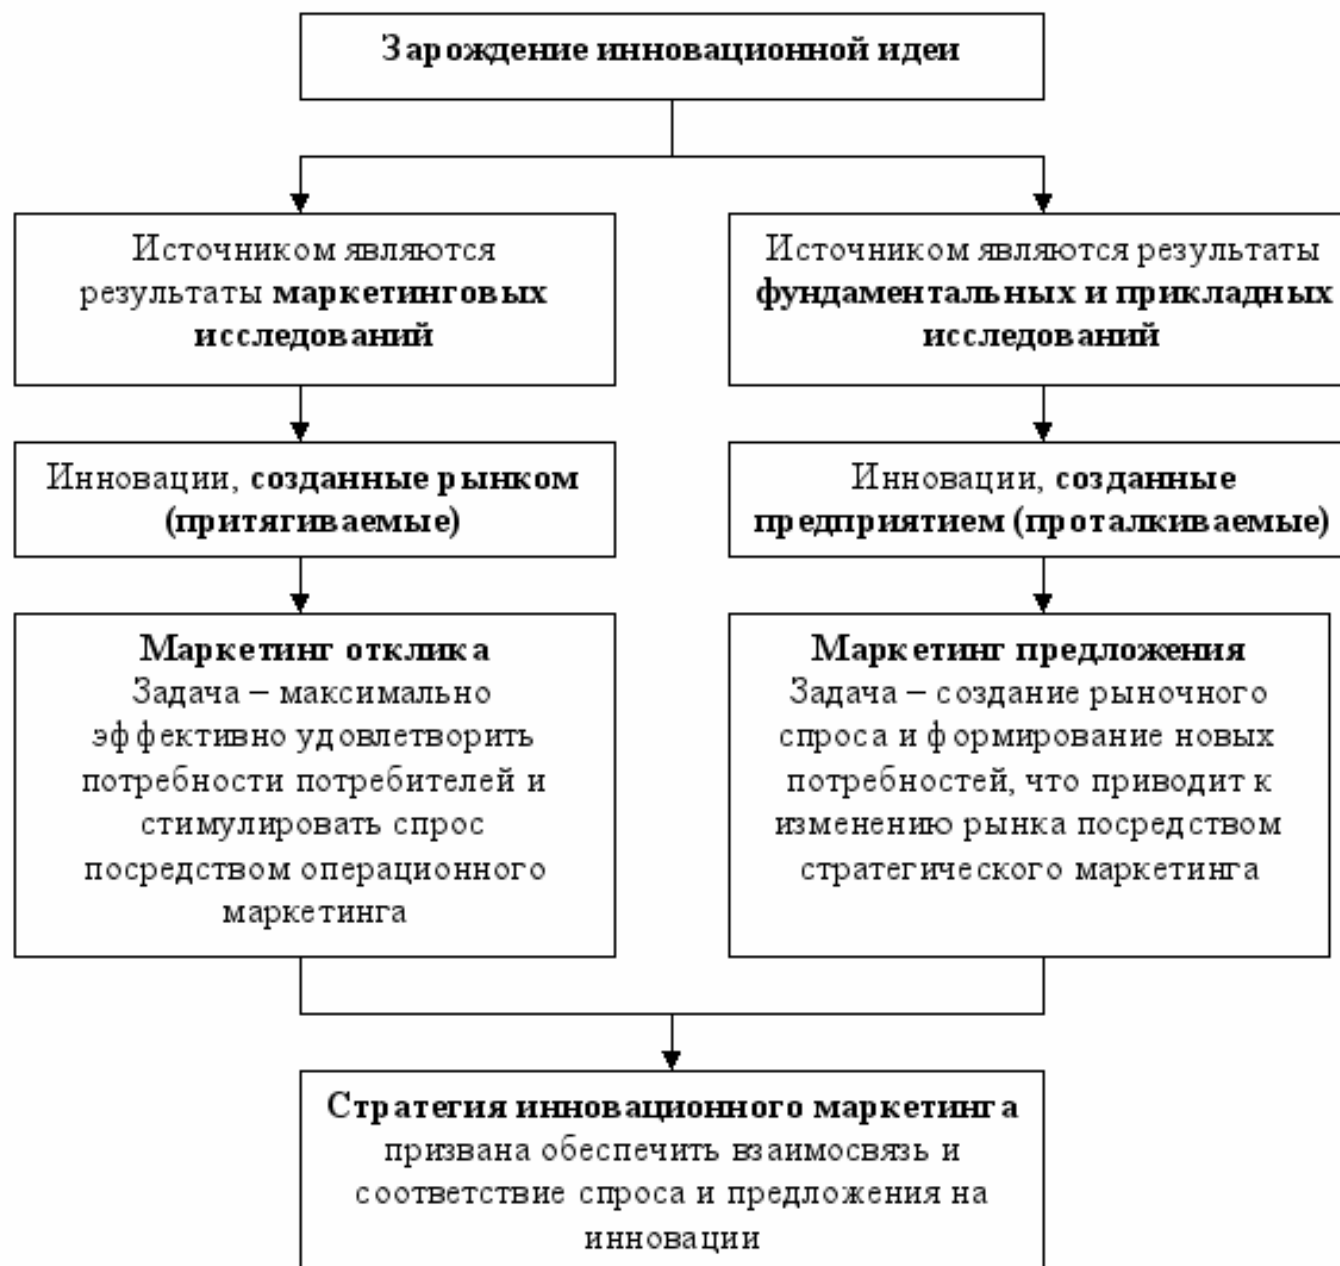 Зарождение инновационной идеи
Источником являются
результаты маркетинговых
исследований
Источником являются результаты
фундаментальных и прикладных
исследований
Инновации, созданные рынком
(притягиваемые)
Инновации, созданные
предприятием (проталкиваемые)
Маркетинг отклика
Задача – максимально
эффективно удовлетворить
потребности потребителей и
стимулировать спрос
посредством операционного
маркетинга
Маркетинг предложения
Задача – создание рыночного
спроса и формирование новых
потребностей, что приводит к
изменению рынка посредством
стратегического маркетинга
Стратегия инновационного маркетинга
призвана обеспечить взаимосвязь и
соответствие спроса и предложения на
инновации